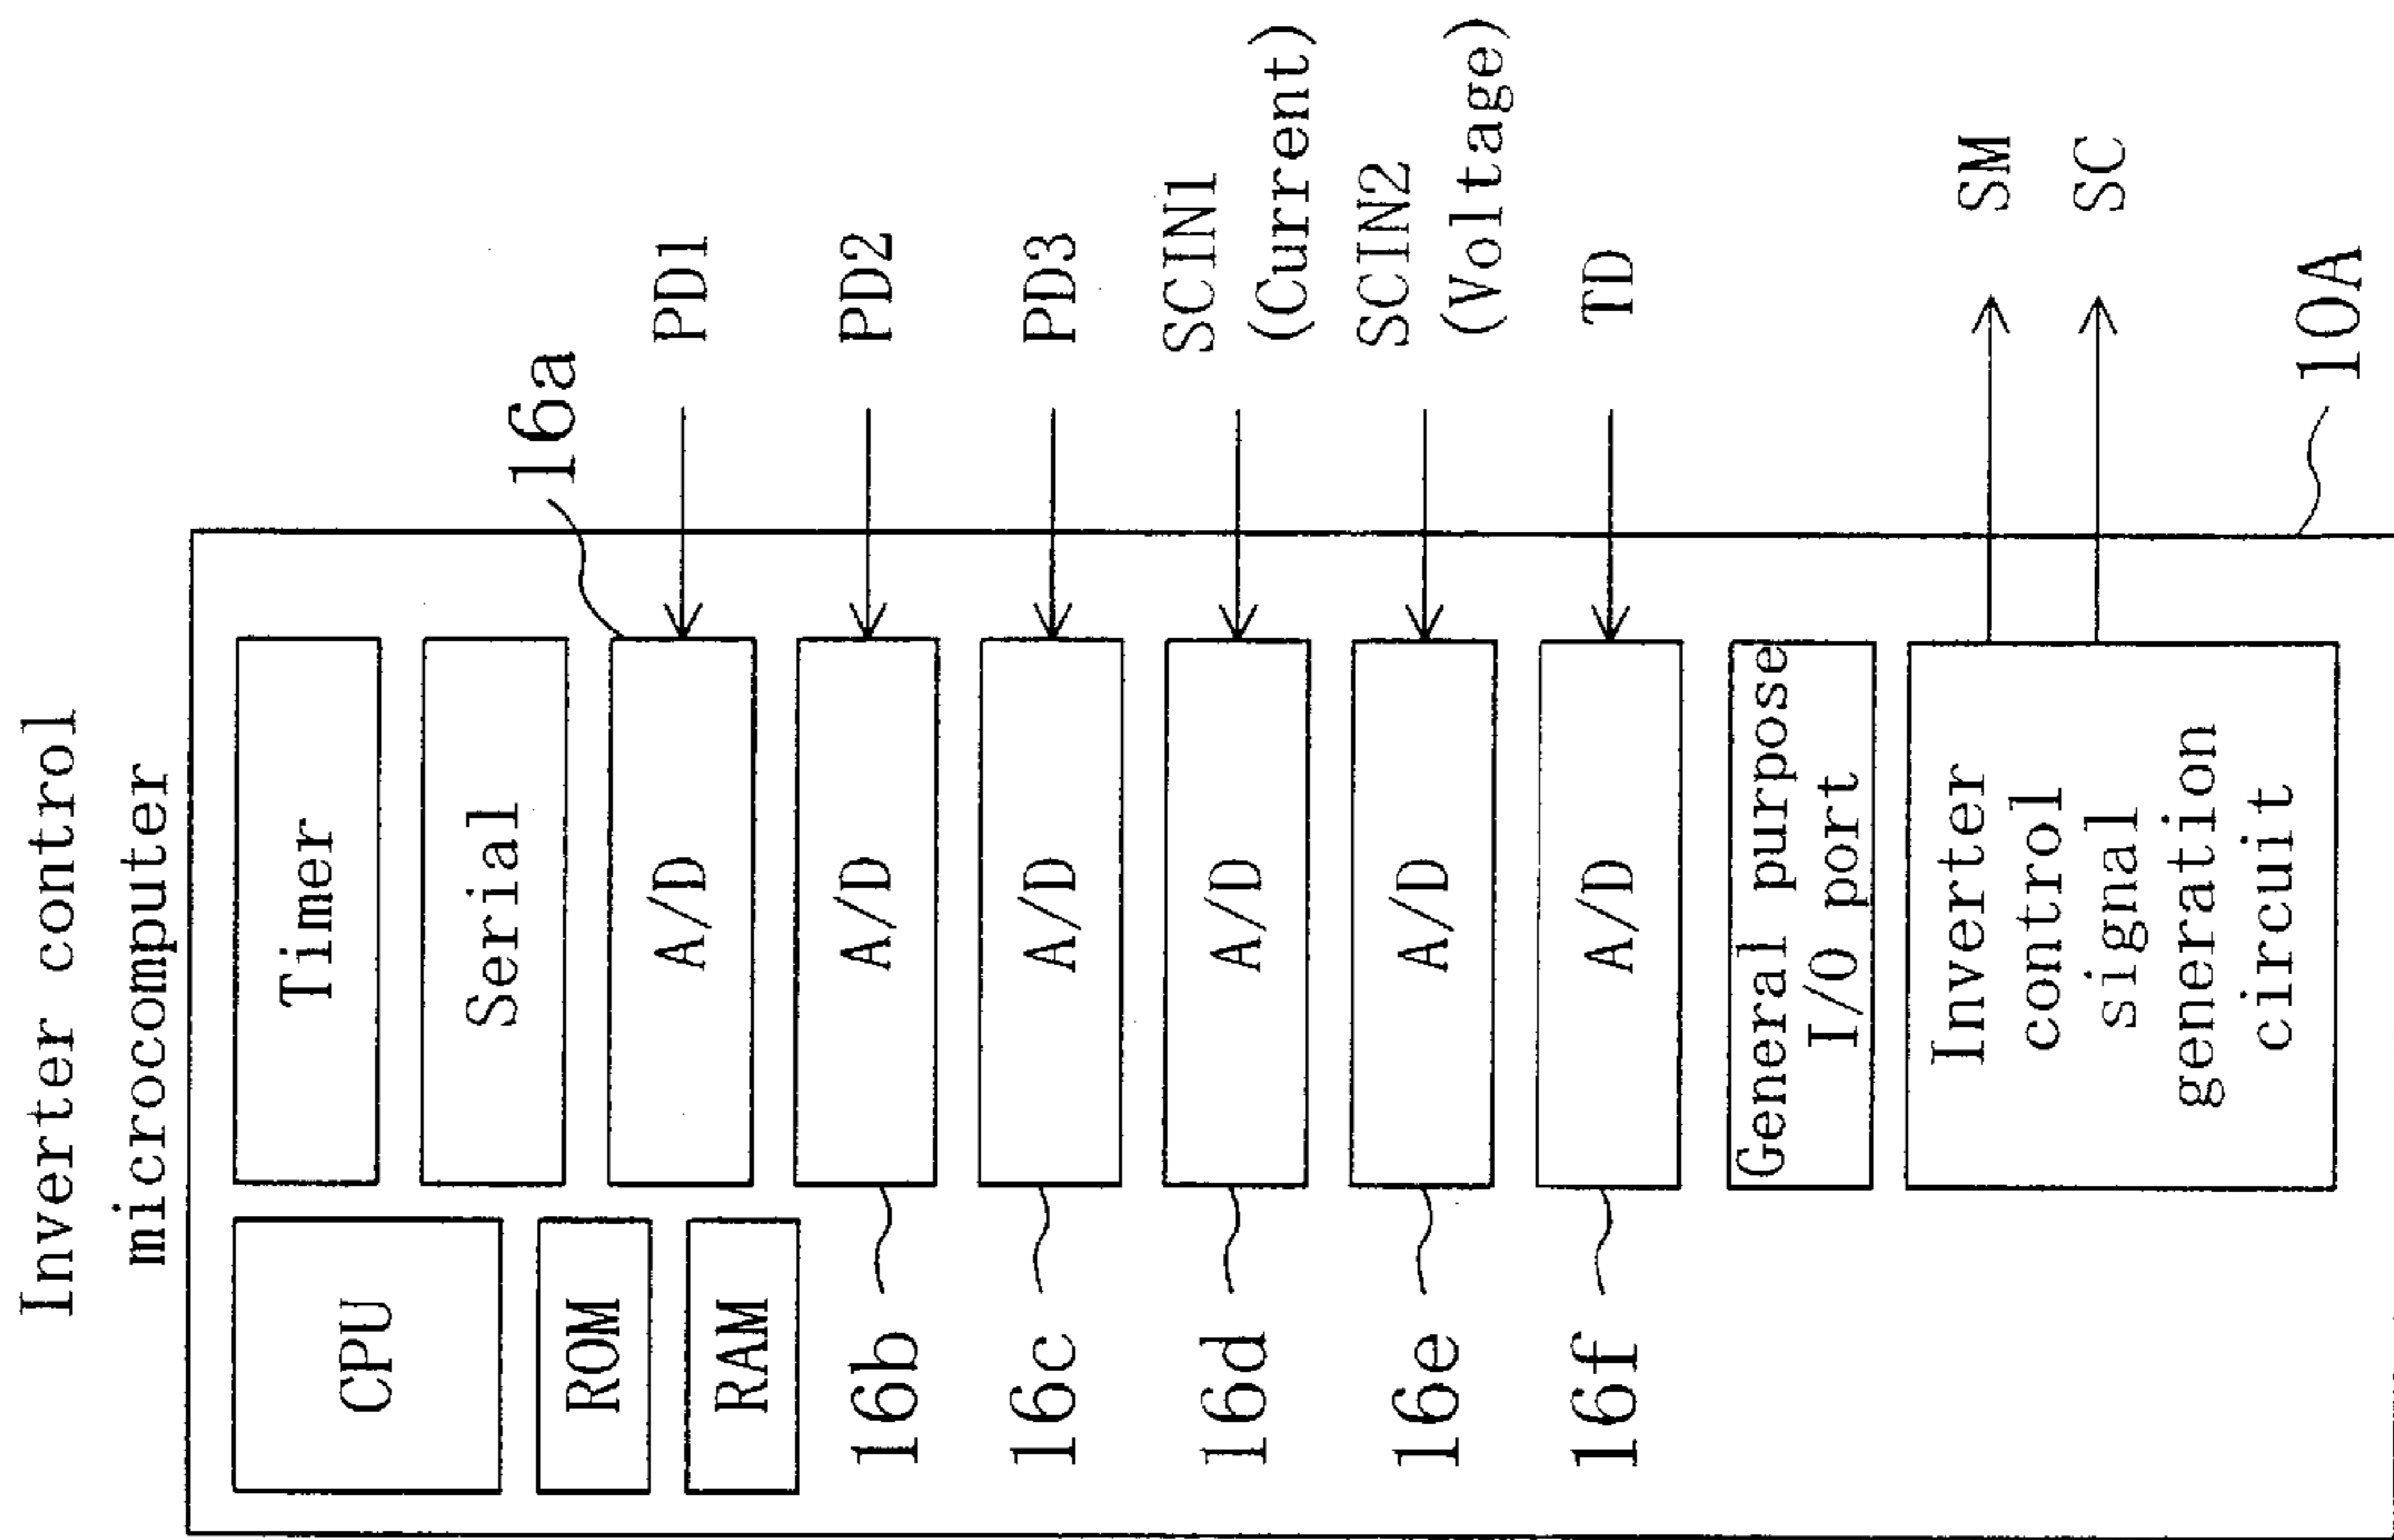 Inverter control
microcomputer
CPU
ROM
RAM
Timer
Serial
A/D
16a
PD1
16b
A/D
PD2
16c
A/D
PD3
16d
A/D
SCIN1
(Current)
16e
A/D
SCIN2
(Voltage)
16f
A/D
TD
General purpose
I/O port
Inverter
control
signal
generation
circuit
SM
SC
10A